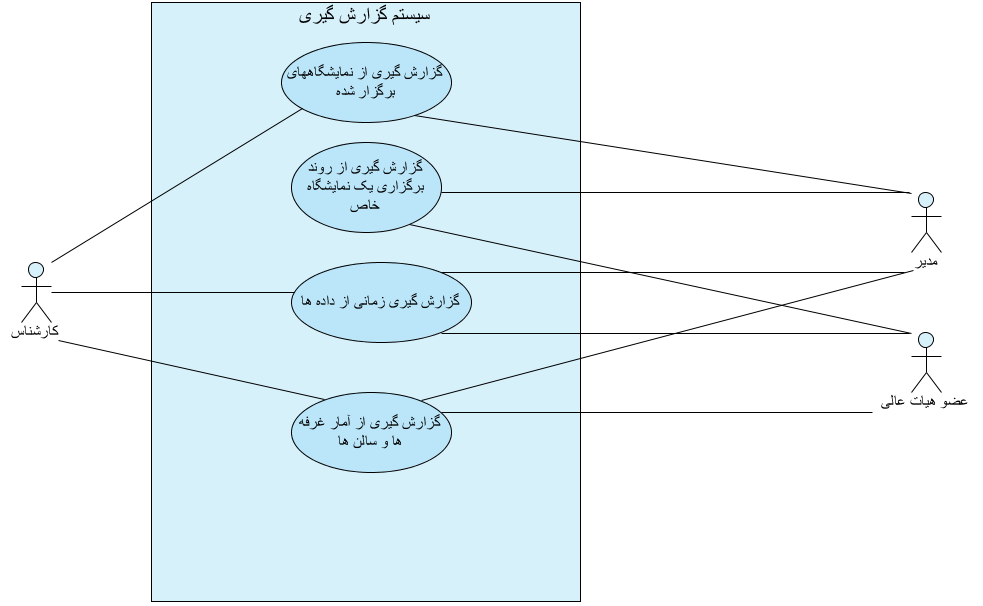 سیستم گزارش گیری
گزارش گیری از نمایشگاههای
برگزار شده
گزارش گیری از روند
برگزاری یک نمایشگاه
خاص
گزارش گیری زمانی از داده ها
گزارش گیری از آمار غرفه
ها و سالن ها
کارشناس
مدیر
عضو هیات عالی